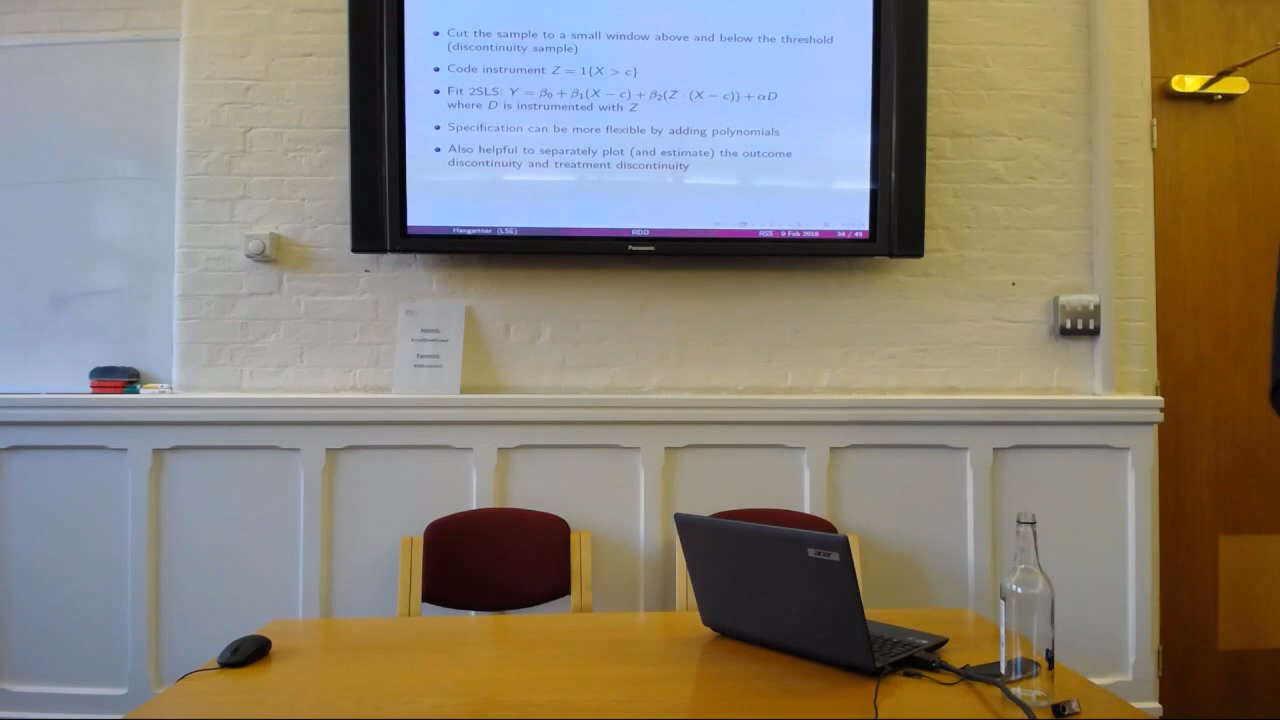 Cut the sample to a small window above and below the threshold
(discontinuity sample)
Code instrument Z = 1{X > c}
Fit 2SLS: Y = β₀ + β₁(X − c) + β₂(Z · (X − c)) + αD
where D is instrumented with Z
Specification can be more flexible by adding polynomials
Also helpful to separately plot (and estimate) the outcome
discontinuity and treatment discontinuity
Hangartner (LSE) RDD RSS · 9 Feb 2016 34 / 45
Panasonic
Network:
Password:
acer